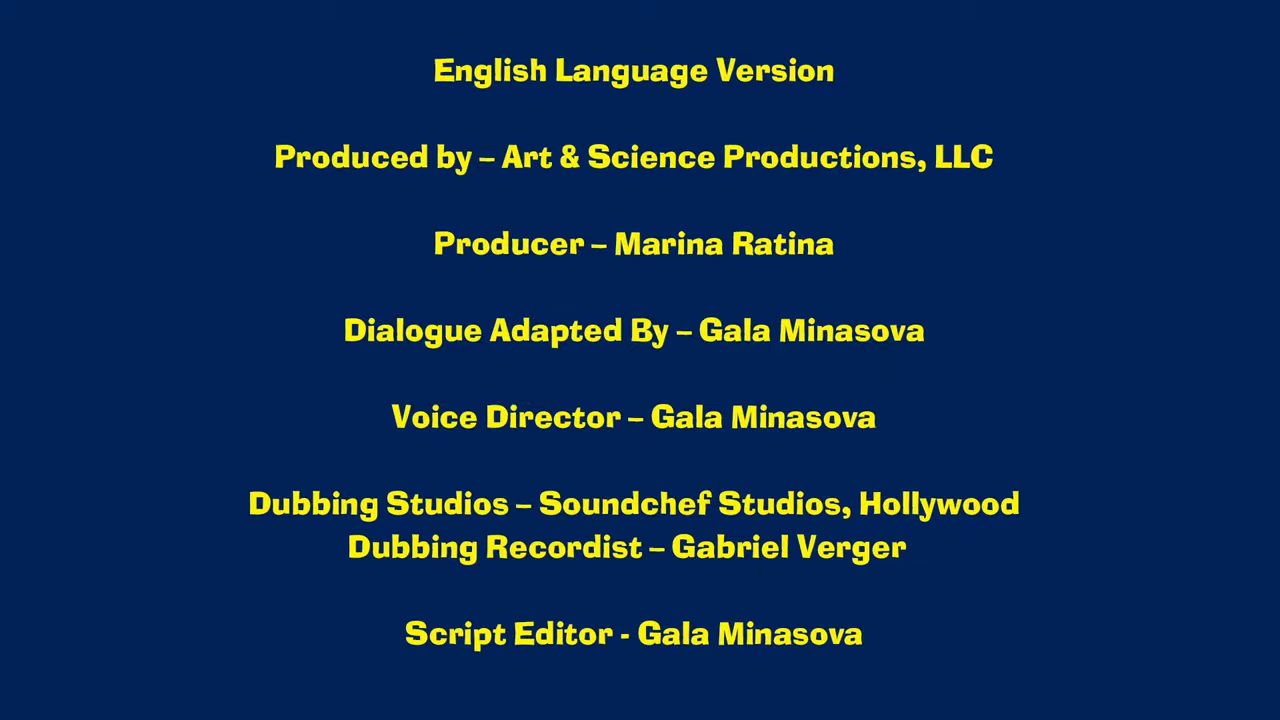 English Language Version
Produced by – Art & Science Productions, LLC
Producer – Marina Ratina
Dialogue Adapted By – Gala Minasova
Voice Director – Gala Minasova
Dubbing Studios – Soundchef Studios, Hollywood
Dubbing Recordist – Gabriel Verger
Script Editor - Gala Minasova